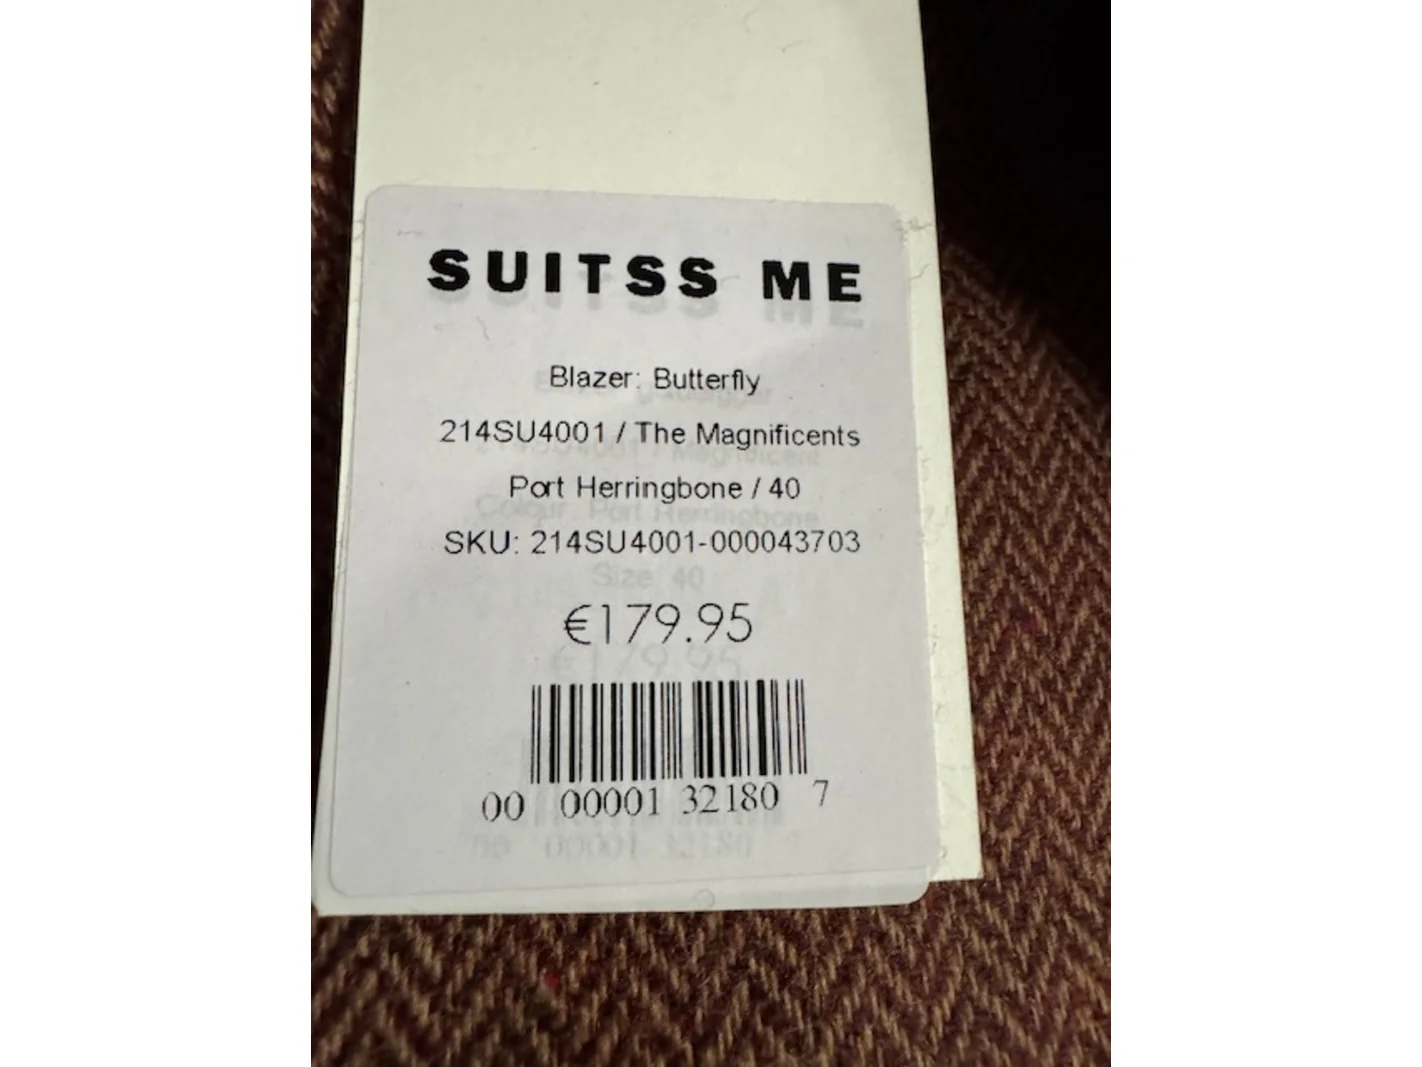 SUITSS ME
Blazer: Butterfly
214SU4001 / The Magnificents
Port Herringbone / 40
SKU: 214SU4001-000043703
€179.95
00 00001 32180 7